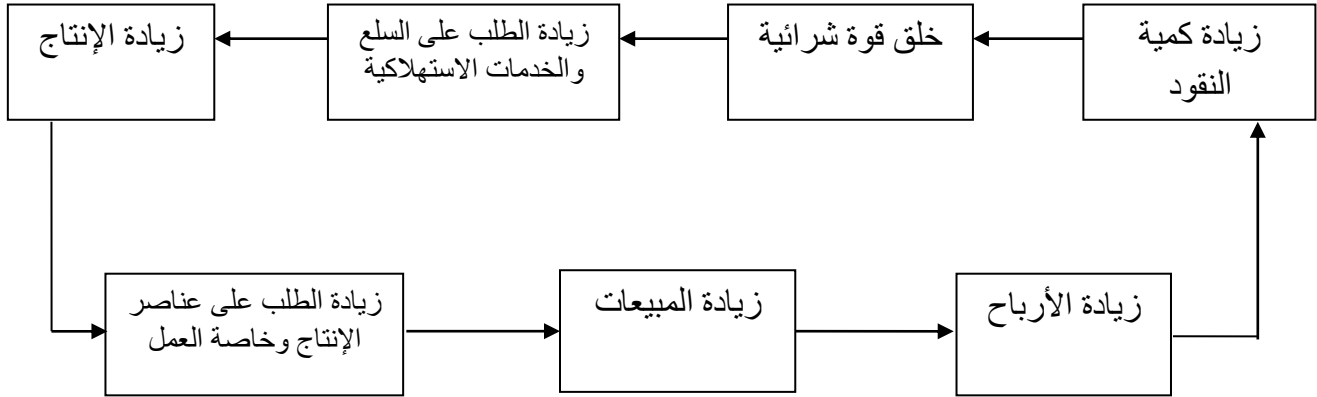 زيادة كمية
النقود
خلق قوة شرائية
زيادة الطلب على السلع
والخدمات الاستهلاكية
زيادة الإنتاج
زيادة الطلب على عناصر
الإنتاج وخاصة العمل
زيادة المبيعات
زيادة الأرباح